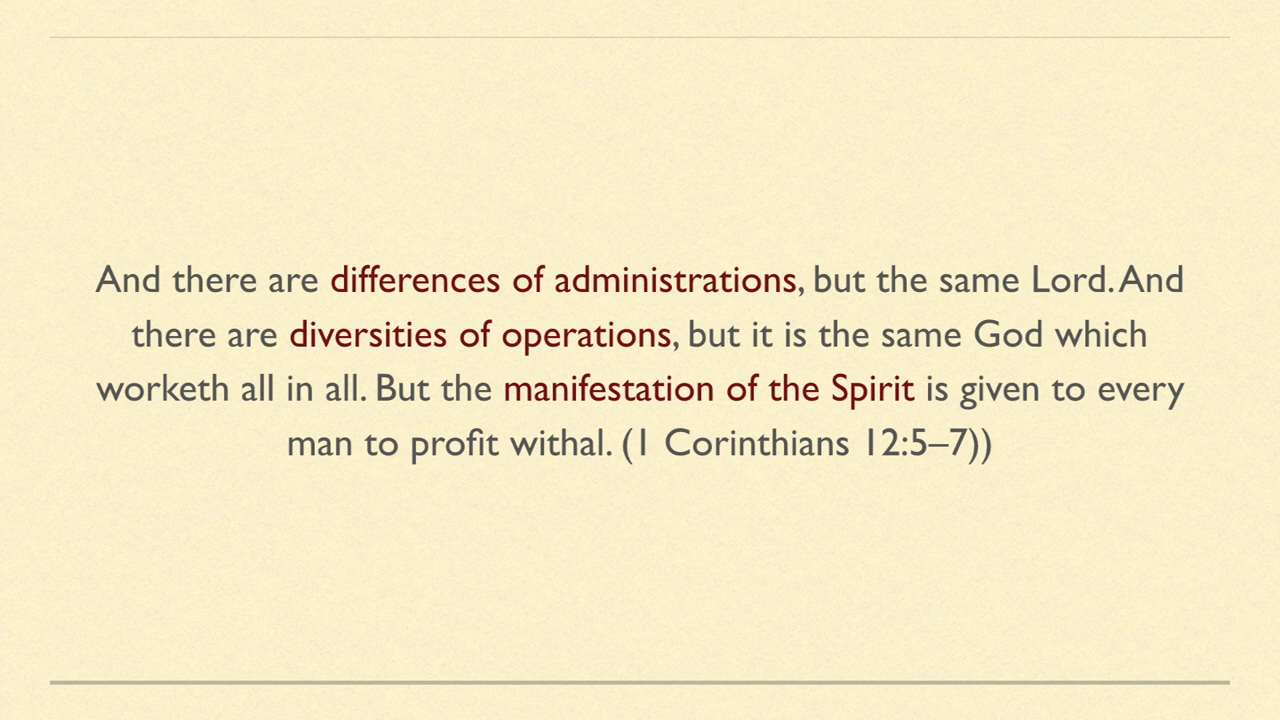 And there are differences of administrations, but the same Lord. And
there are diversities of operations, but it is the same God which
worketh all in all. But the manifestation of the Spirit is given to every
man to profit withal. (1 Corinthians 12:5–7))